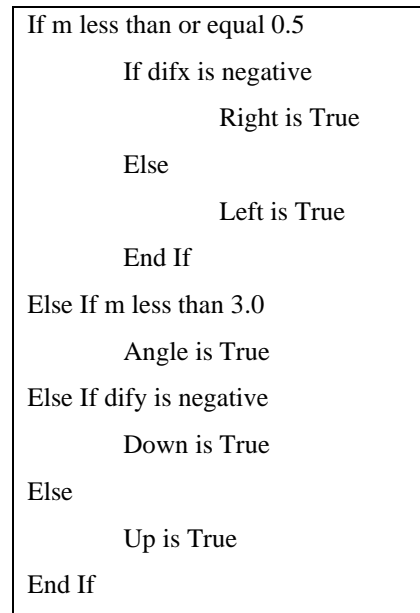 If m less than or equal 0.5
If difx is negative
Right is True
Else
Left is True
End If
Else If m less than 3.0
Angle is True
Else If dify is negative
Down is True
Else
Up is True
End If